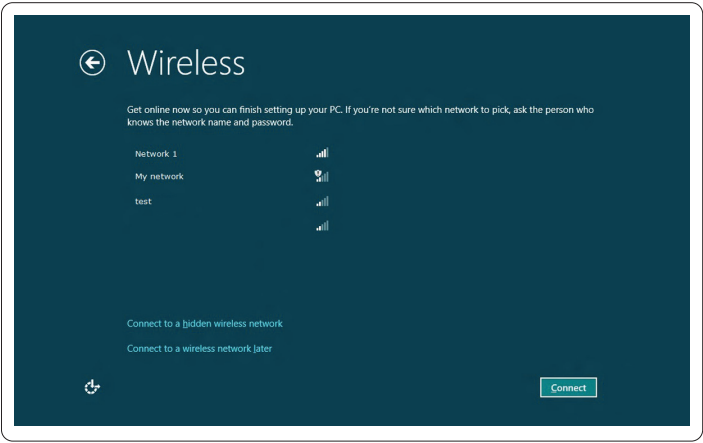 Wireless
Get online now so you can finish setting up your PC. If you're not sure which network to pick, ask the person who
knows the network name and password.
Network 1
My network
test
Connect to a hidden wireless network
Connect to a wireless network later
Connect